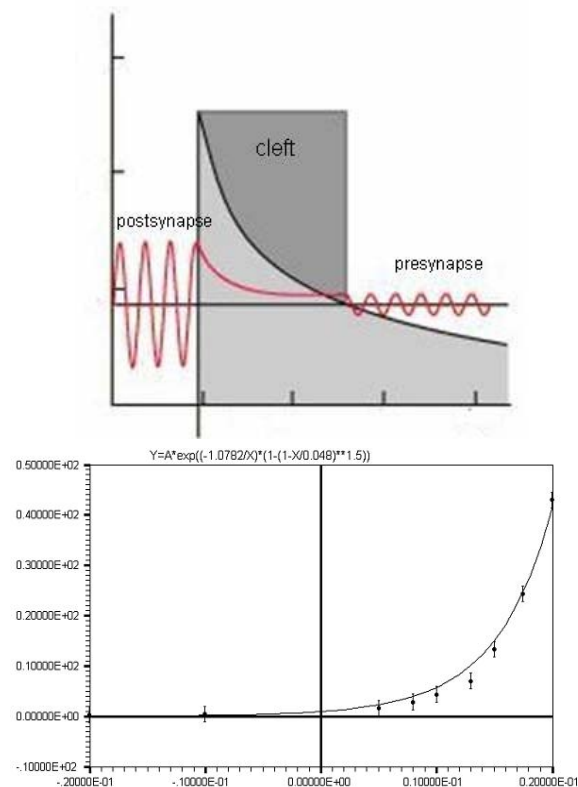 cleft
postsynapse
presynapse
Y=A*exp((-1.0782/X)*(1-(1-X/0.048)**1.5))
0.50000E+02
0.40000E+02
0.30000E+02
0.20000E+02
0.10000E+02
0.00000E+00
-.10000E+02
-.20000E-01
-.10000E-01
0.00000E+00
0.10000E-01
0.20000E-01